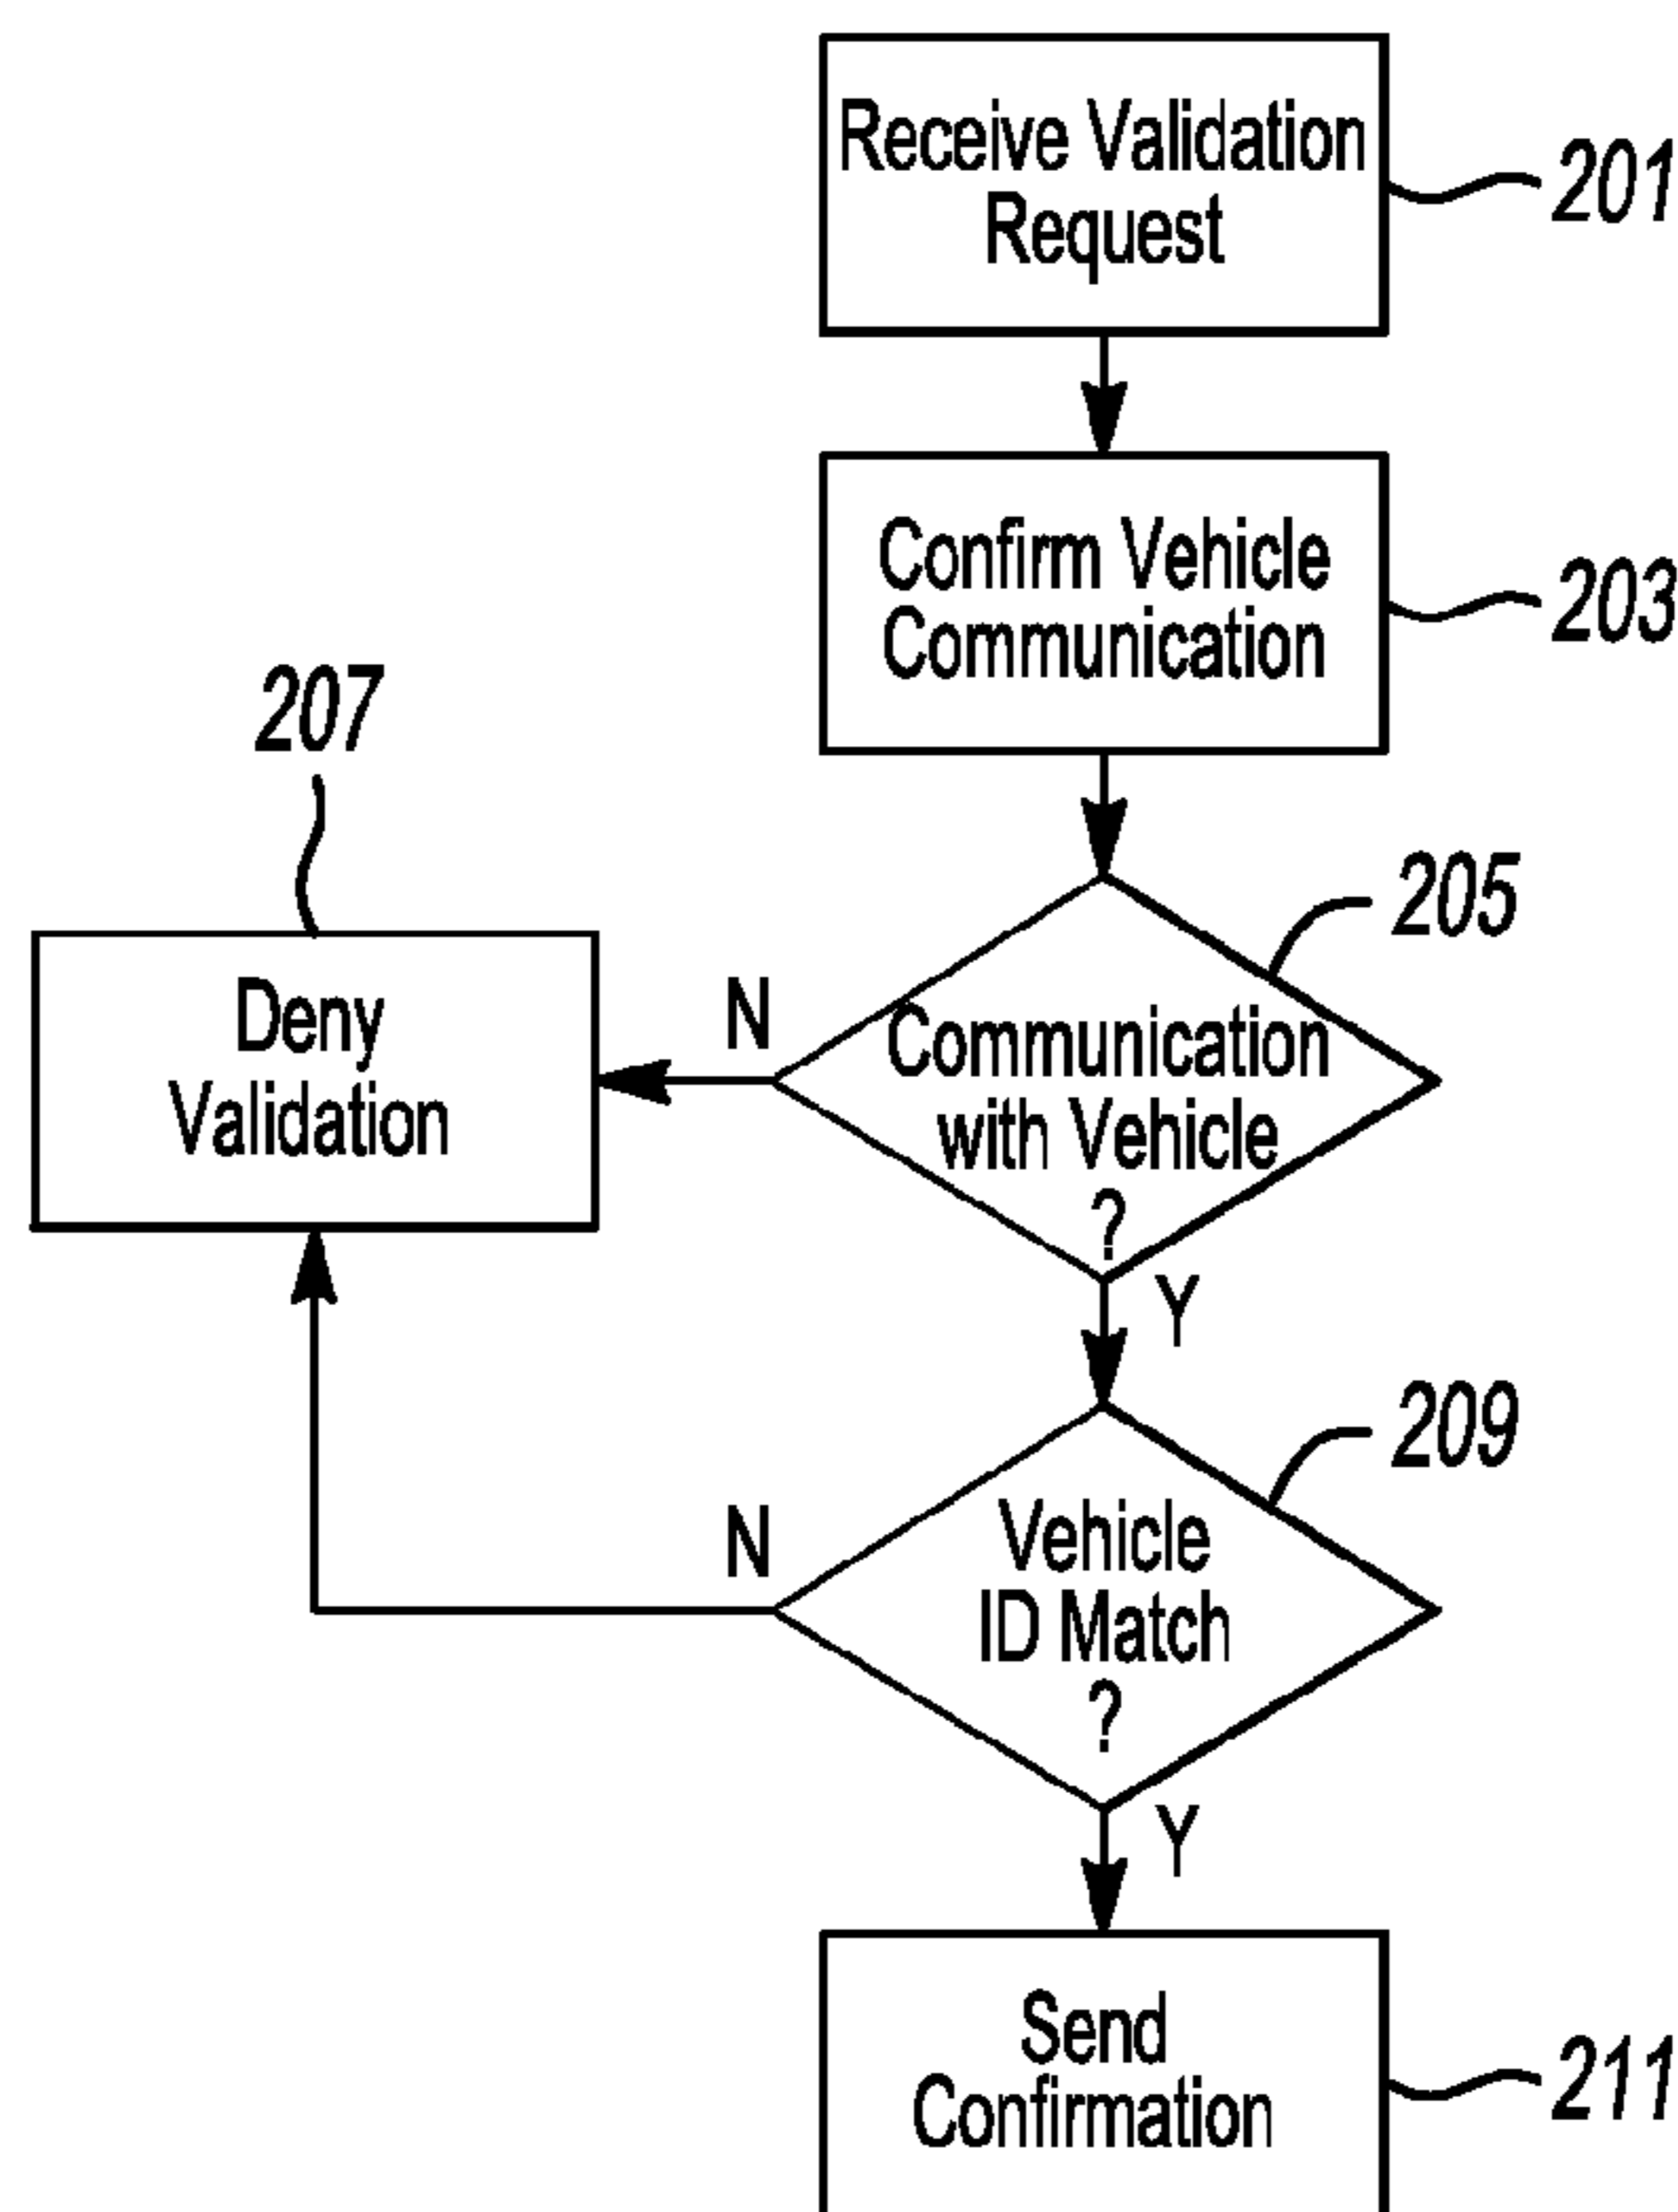 Receive Validation
Request
201
Confirm Vehicle
Communication
203
207
205
Deny
Validation
N
Communication
with Vehicle
?
Y
209
N
Vehicle
ID Match
?
Y
Send
Confirmation
211